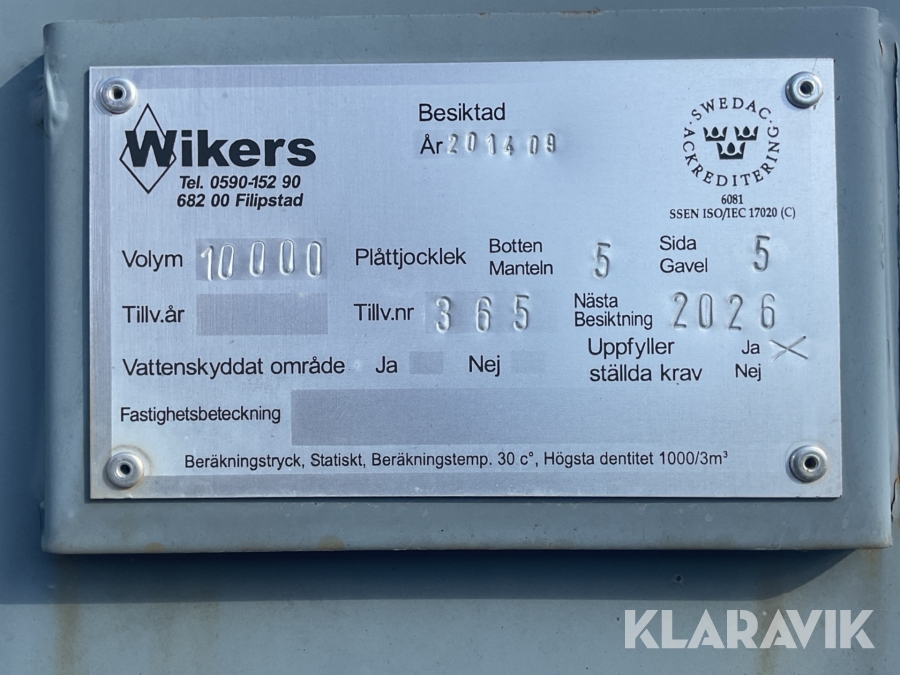 Wikers
Tel. 0590-152 90
682 00 Filipstad
Besiktad
År 201409
SWEDAC ACKREDITERING
6081
SSEN ISO/IEC 17020 (C)
Volym 10000 Plåttjocklek Botten Manteln 5 Sida Gavel 5
Tillv.år Tillv.nr 365 Nästa Besiktning 2026
Vattenskyddat område Ja Nej Uppfyller ställda krav Ja X Nej
Fastighetsbeteckning
Beräkningstryck, Statiskt, Beräkningstemp. 30 c°, Högsta dentitet 1000/3m³
KLARAVIK